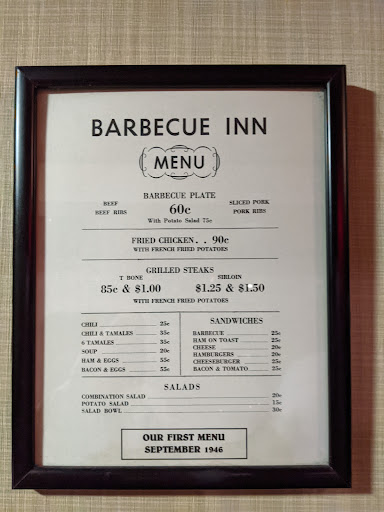 BARBECUE INN
MENU
BARBECUE PLATE
BEEF
BEEF RIBS
60c
SLICED PORK
PORK RIBS
With Potato Salad 75c
FRIED CHICKEN . . 90c
WITH FRENCH FRIED POTATOES
GRILLED STEAKS
T BONE SIRLOIN
85c & $1.00 $1.25 & $1.50
WITH FRENCH FRIED POTATOES
CHILI 25c
CHILI & TAMALES 35c
6 TAMALES 35c
SOUP 20c
HAM & EGGS 55c
BACON & EGGS 55c
SANDWICHES
BARBECUE 25c
HAM ON TOAST 25c
CHEESE 20c
HAMBURGERS 20c
CHEESEBURGER 25c
BACON & TOMATO 25c
SALADS
COMBINATION SALAD 20c
POTATO SALAD 15c
SALAD BOWL 30c
OUR FIRST MENU
SEPTEMBER 1946